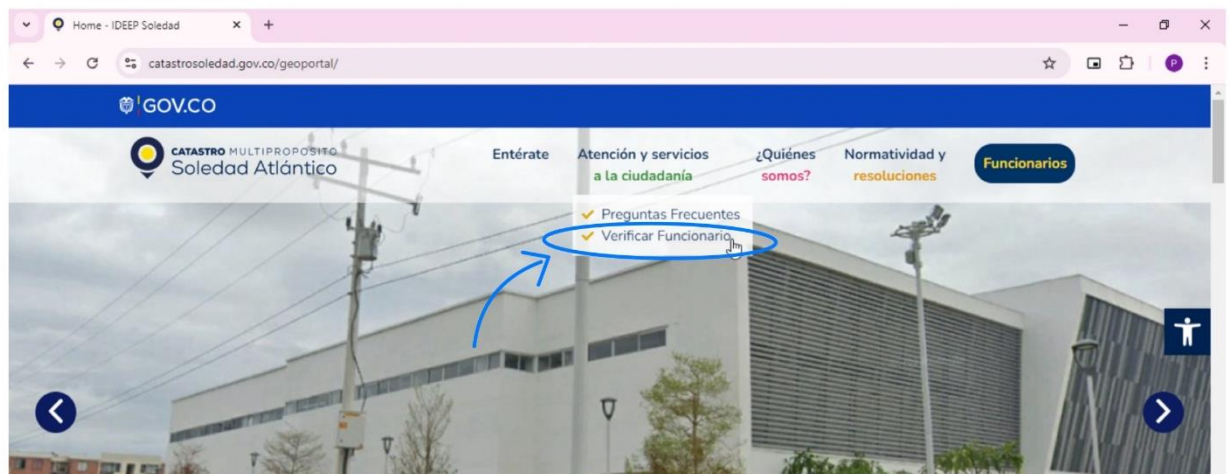 Home - IDEEP Soledad
catastrosoledad.gov.co/geoportal/
P
GOV.CO
CATASTRO MULTIPROPOSITO
Soledad Atlántico
Entérate
Atención y servicios
a la ciudadanía
¿Quiénes
somos?
Normatividad y
resoluciones
Funcionarios
Preguntas Frecuentes
Verificar Funcionario